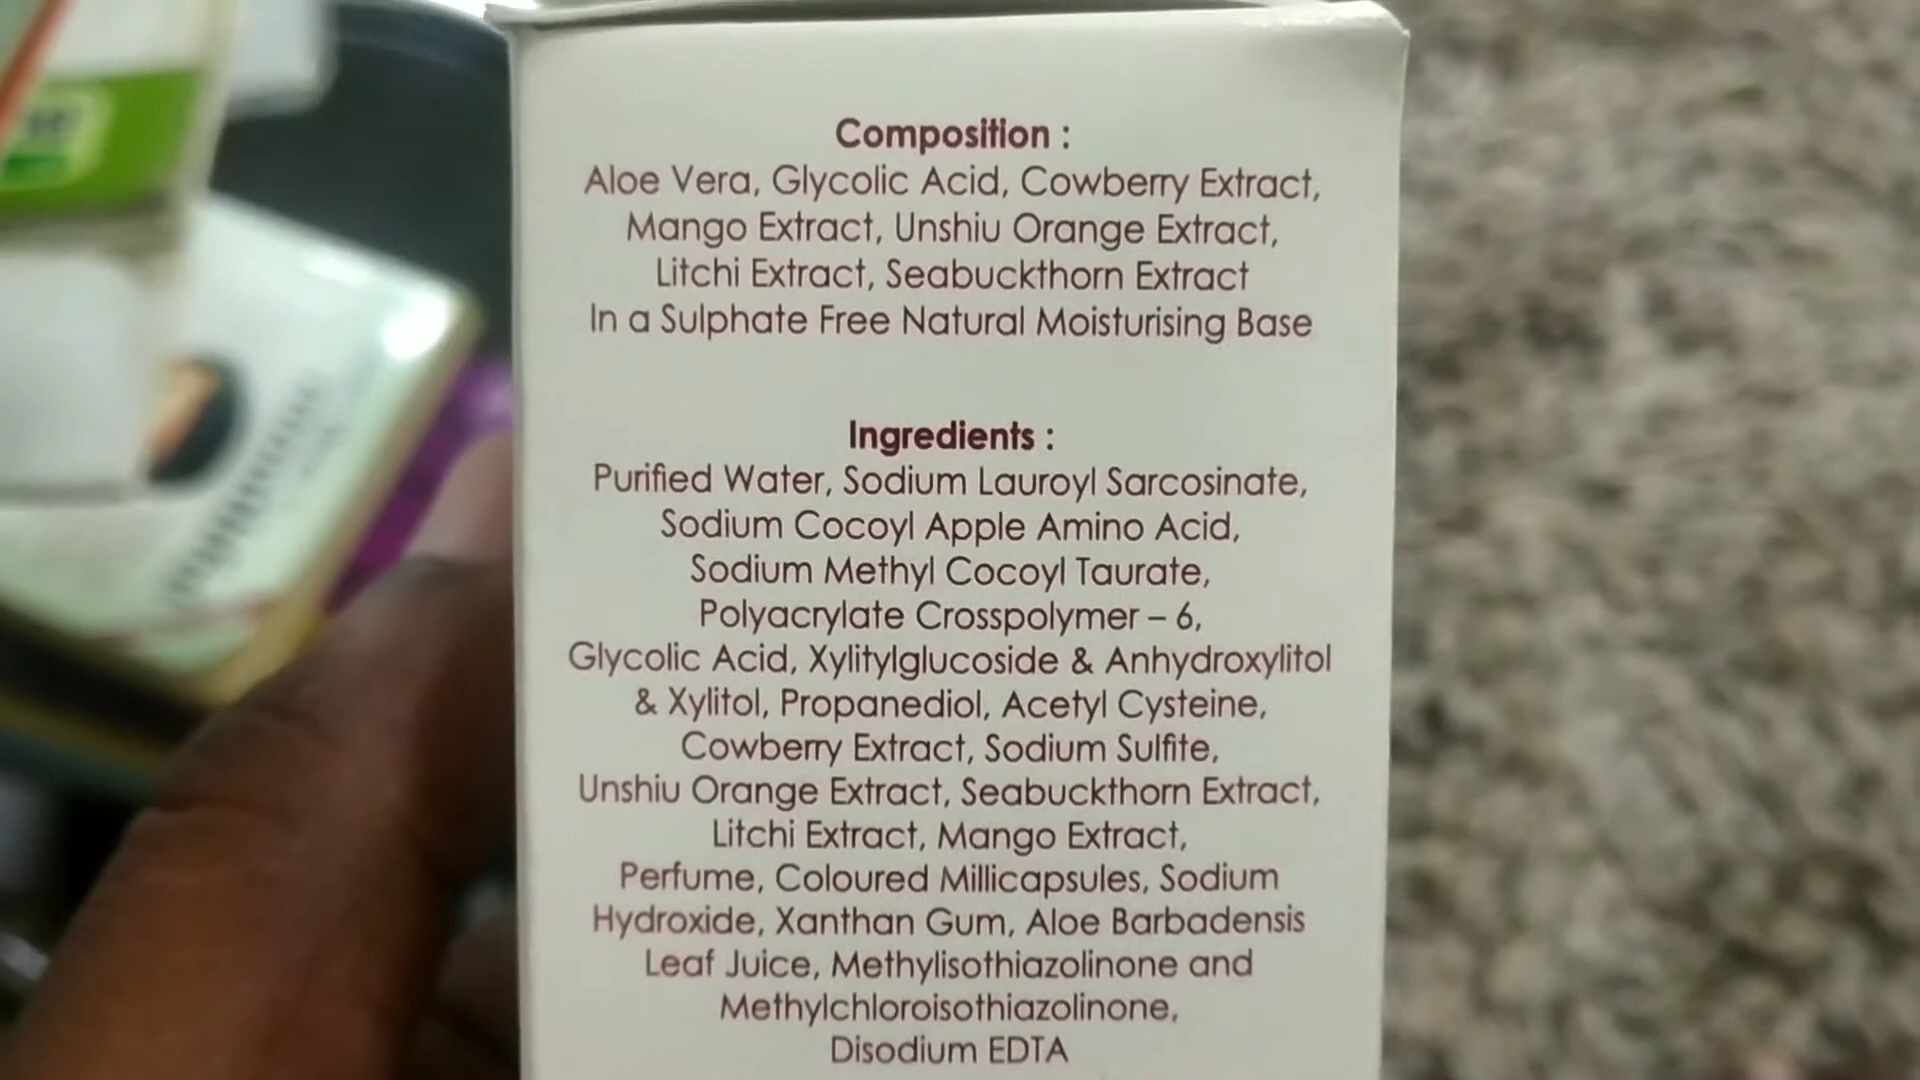 Composition :
Aloe Vera, Glycolic Acid, Cowberry Extract,
Mango Extract, Unshiu Orange Extract,
Litchi Extract, Seabuckthorn Extract
In a Sulphate Free Natural Moisturising Base
Ingredients :
Purified Water, Sodium Lauroyl Sarcosinate,
Sodium Cocoyl Apple Amino Acid,
Sodium Methyl Cocoyl Taurate,
Polyacrylate Crosspolymer – 6,
Glycolic Acid, Xylitylglucoside & Anhydroxylitol
& Xylitol, Propanediol, Acetyl Cysteine,
Cowberry Extract, Sodium Sulfite,
Unshiu Orange Extract, Seabuckthorn Extract,
Litchi Extract, Mango Extract,
Perfume, Coloured Millicapsules, Sodium
Hydroxide, Xanthan Gum, Aloe Barbadensis
Leaf Juice, Methylisothiazolinone and
Methylchloroisothiazolinone,
Disodium EDTA